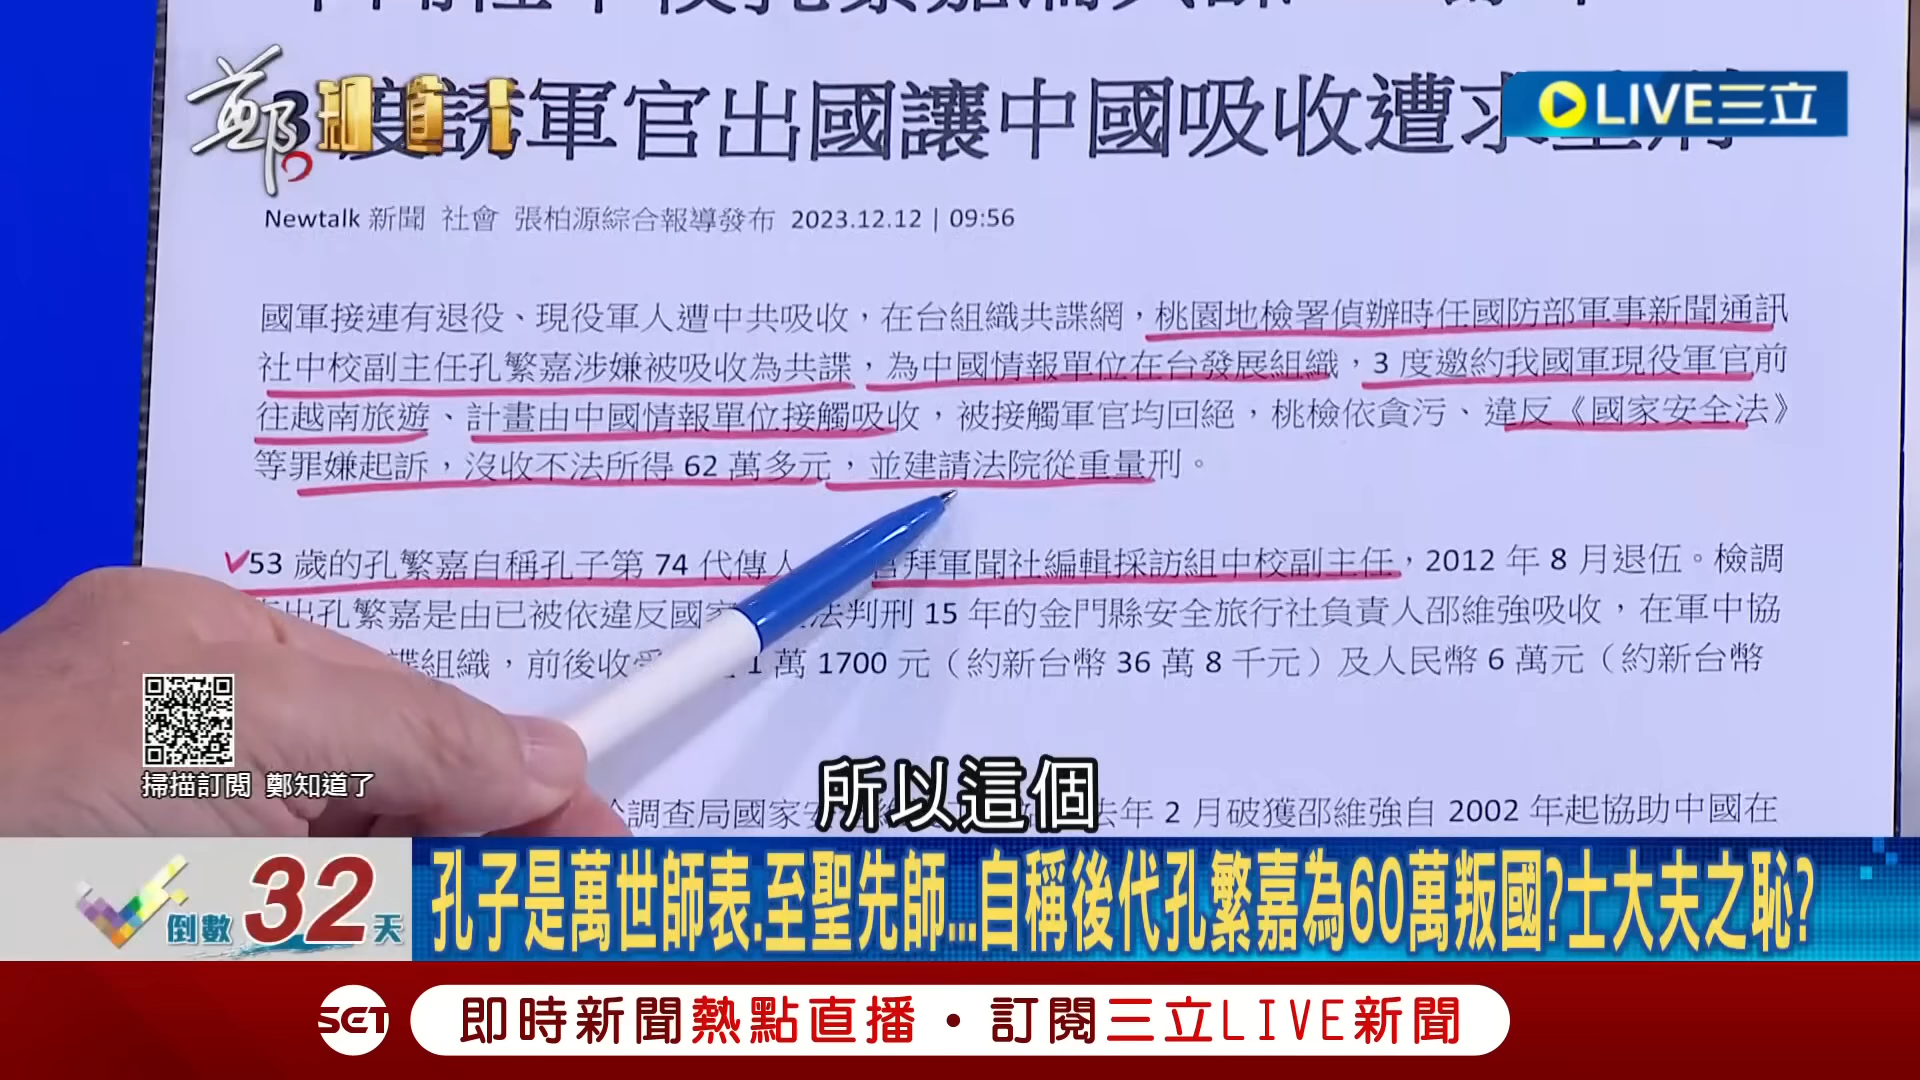 3度誘軍官出國讓中國吸收遭求
鄭知道了
LIVE三立
Newtalk 新聞 社會 張柏源綜合報導發布 2023.12.12 | 09:56
國軍接連有退役、現役軍人遭中共吸收，在台組織共諜網，桃園地檢署偵辦時任國防部軍事新聞通訊
社中校副主任孔繁嘉涉嫌被吸收為共諜，為中國情報單位在台發展組織，3 度邀約我國軍現役軍官前
往越南旅遊、計畫由中國情報單位接觸吸收，被接觸軍官均回絕，桃檢依貪污、違反《國家安全法》
等罪嫌起訴，沒收不法所得 62 萬多元，並建請法院從重量刑。
53 歲的孔繁嘉自稱孔子第 74 代傳人 官拜軍聞社編輯採訪組中校副主任，2012 年 8 月退伍。檢調
出孔繁嘉是由已被依違反國家 法判刑 15 年的金門縣安全旅行社負責人邵維強吸收，在軍中協
諜組織，前後收受 1 萬 1700 元（約新台幣 36 萬 8 千元）及人民幣 6 萬元（約新台幣
調查局國家安 去年 2 月破獲邵維強自 2002 年起協助中國在
掃描訂閱 鄭知道了
所以這個
倒數 32 天
孔子是萬世師表.至聖先師...自稱後代孔繁嘉為60萬叛國?士大夫之恥?
SET 即時新聞熱點直播 • 訂閱三立LIVE新聞